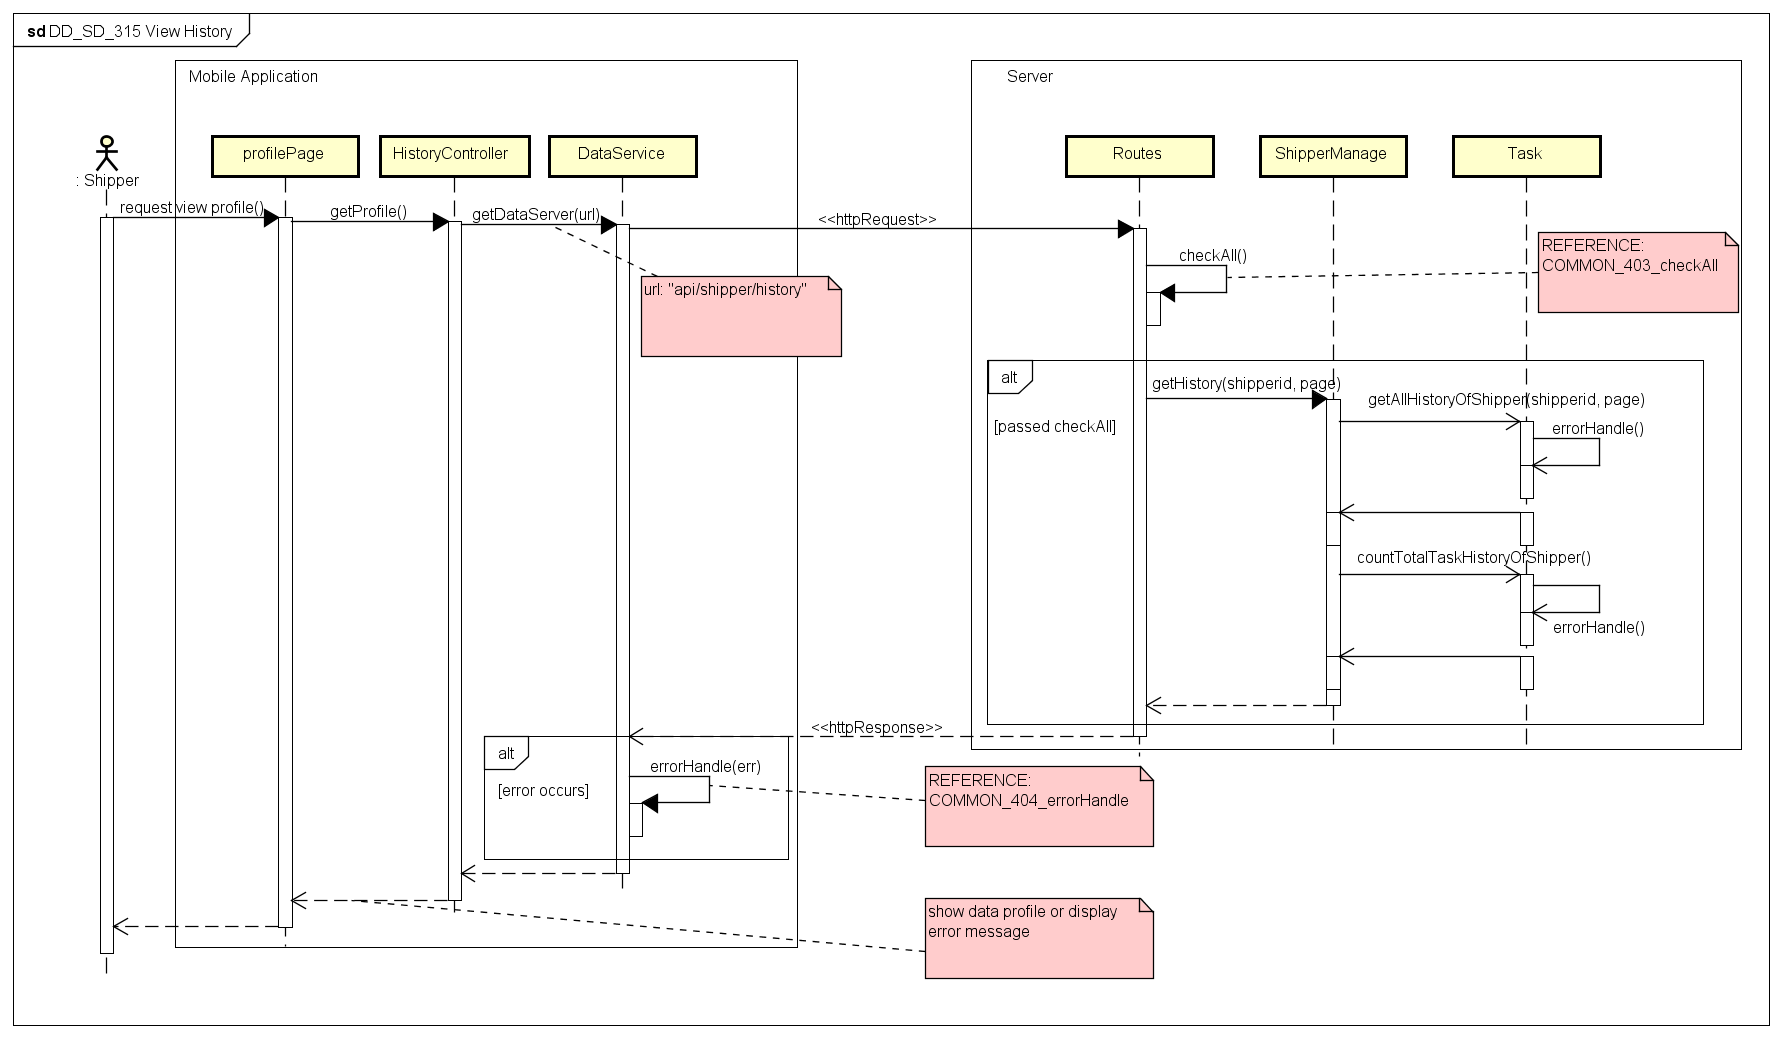 sd DD_SD_315 View History
Mobile Application
Server
profilePage
HistoryController
DataService
Routes
ShipperManage
Task
: Shipper
request view profile()
getProfile()
getDataServer(url)
<<httpRequest>>
REFERENCE:
COMMON_403_checkAll
checkAll()
url: "api/shipper/history"
alt
getHistory(shipperid, page)
getAllHistoryOfShipper(shipperid, page)
[passed checkAll]
errorHandle()
countTotalTaskHistoryOfShipper()
errorHandle()
<<httpResponse>>
alt
errorHandle(err)
[error occurs]
REFERENCE:
COMMON_404_errorHandle
show data profile or display
error message